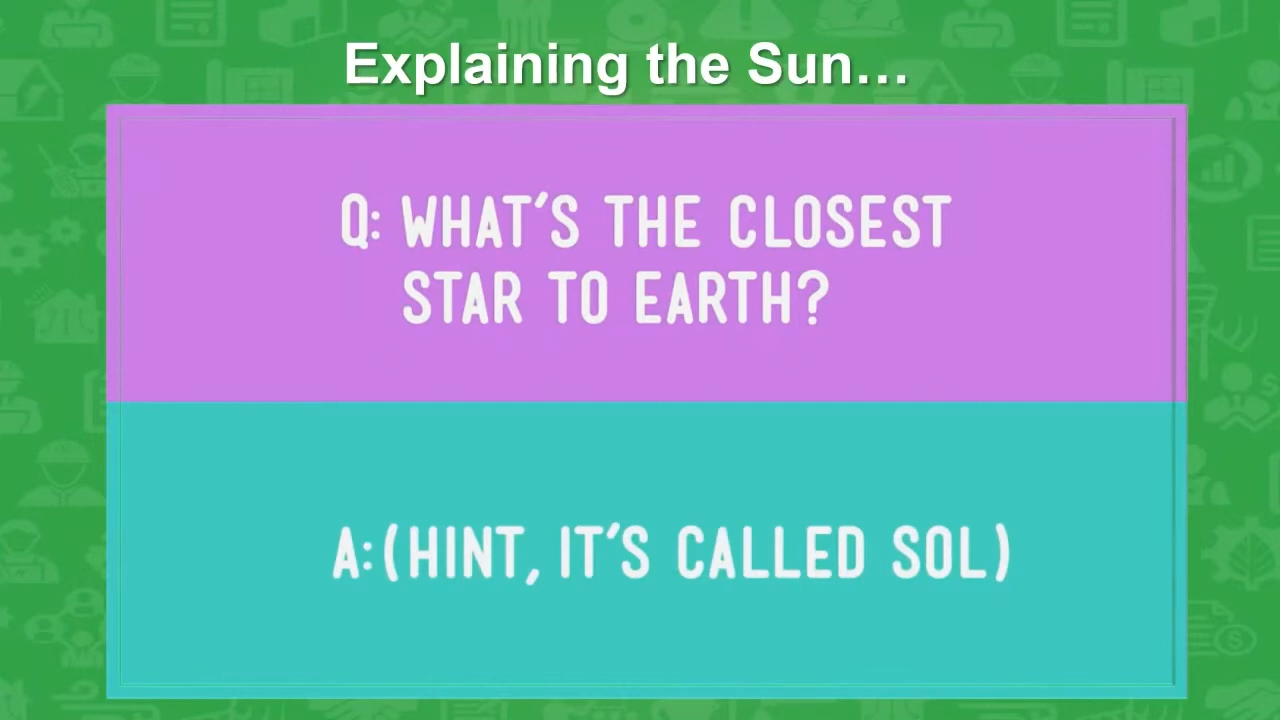 Explaining the Sun…
Q: WHAT'S THE CLOSEST
STAR TO EARTH?
A:(HINT, IT'S CALLED SOL)